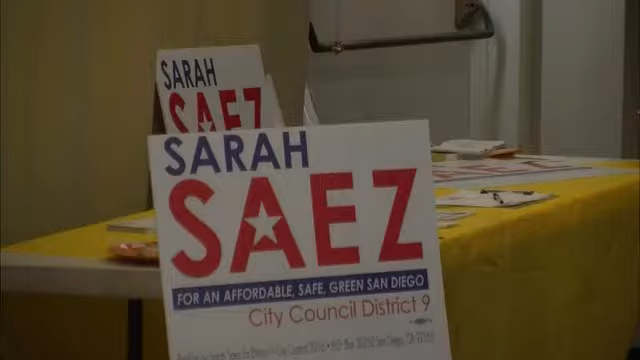 SARAH
SAEZ
SARAH
SAEZ
FOR AN AFFORDABLE, SAFE, GREEN SAN DIEGO
City Council District 9